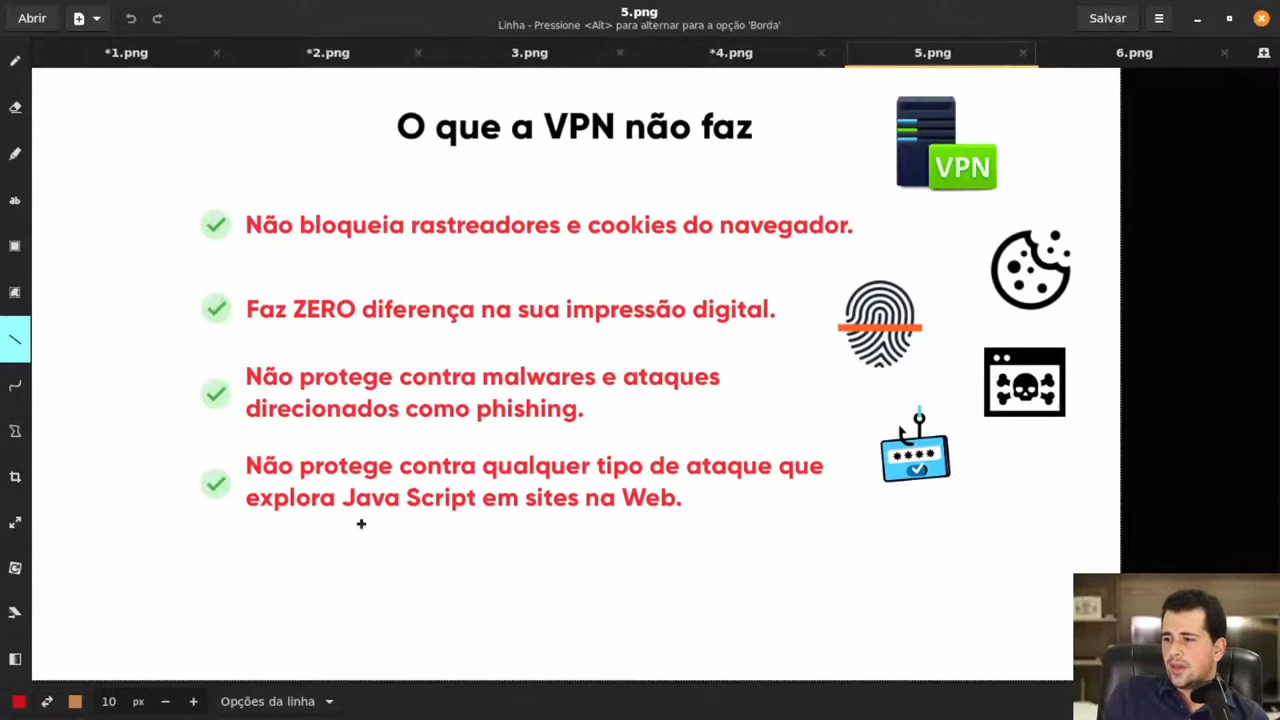 5.png
Abrir
Linha - Pressione <Alt> para alternar para a opção 'Borda'
Salvar
*1.png
*2.png
3.png
*4.png
5.png
6.png
ab
O que a VPN não faz
VPN
Não bloqueia rastreadores e cookies do navegador.
Faz ZERO diferença na sua impressão digital.
Não protege contra malwares e ataques
direcionados como phishing.
****
Não protege contra qualquer tipo de ataque que
explora Java Script em sites na Web.
10 px
Opções da linha